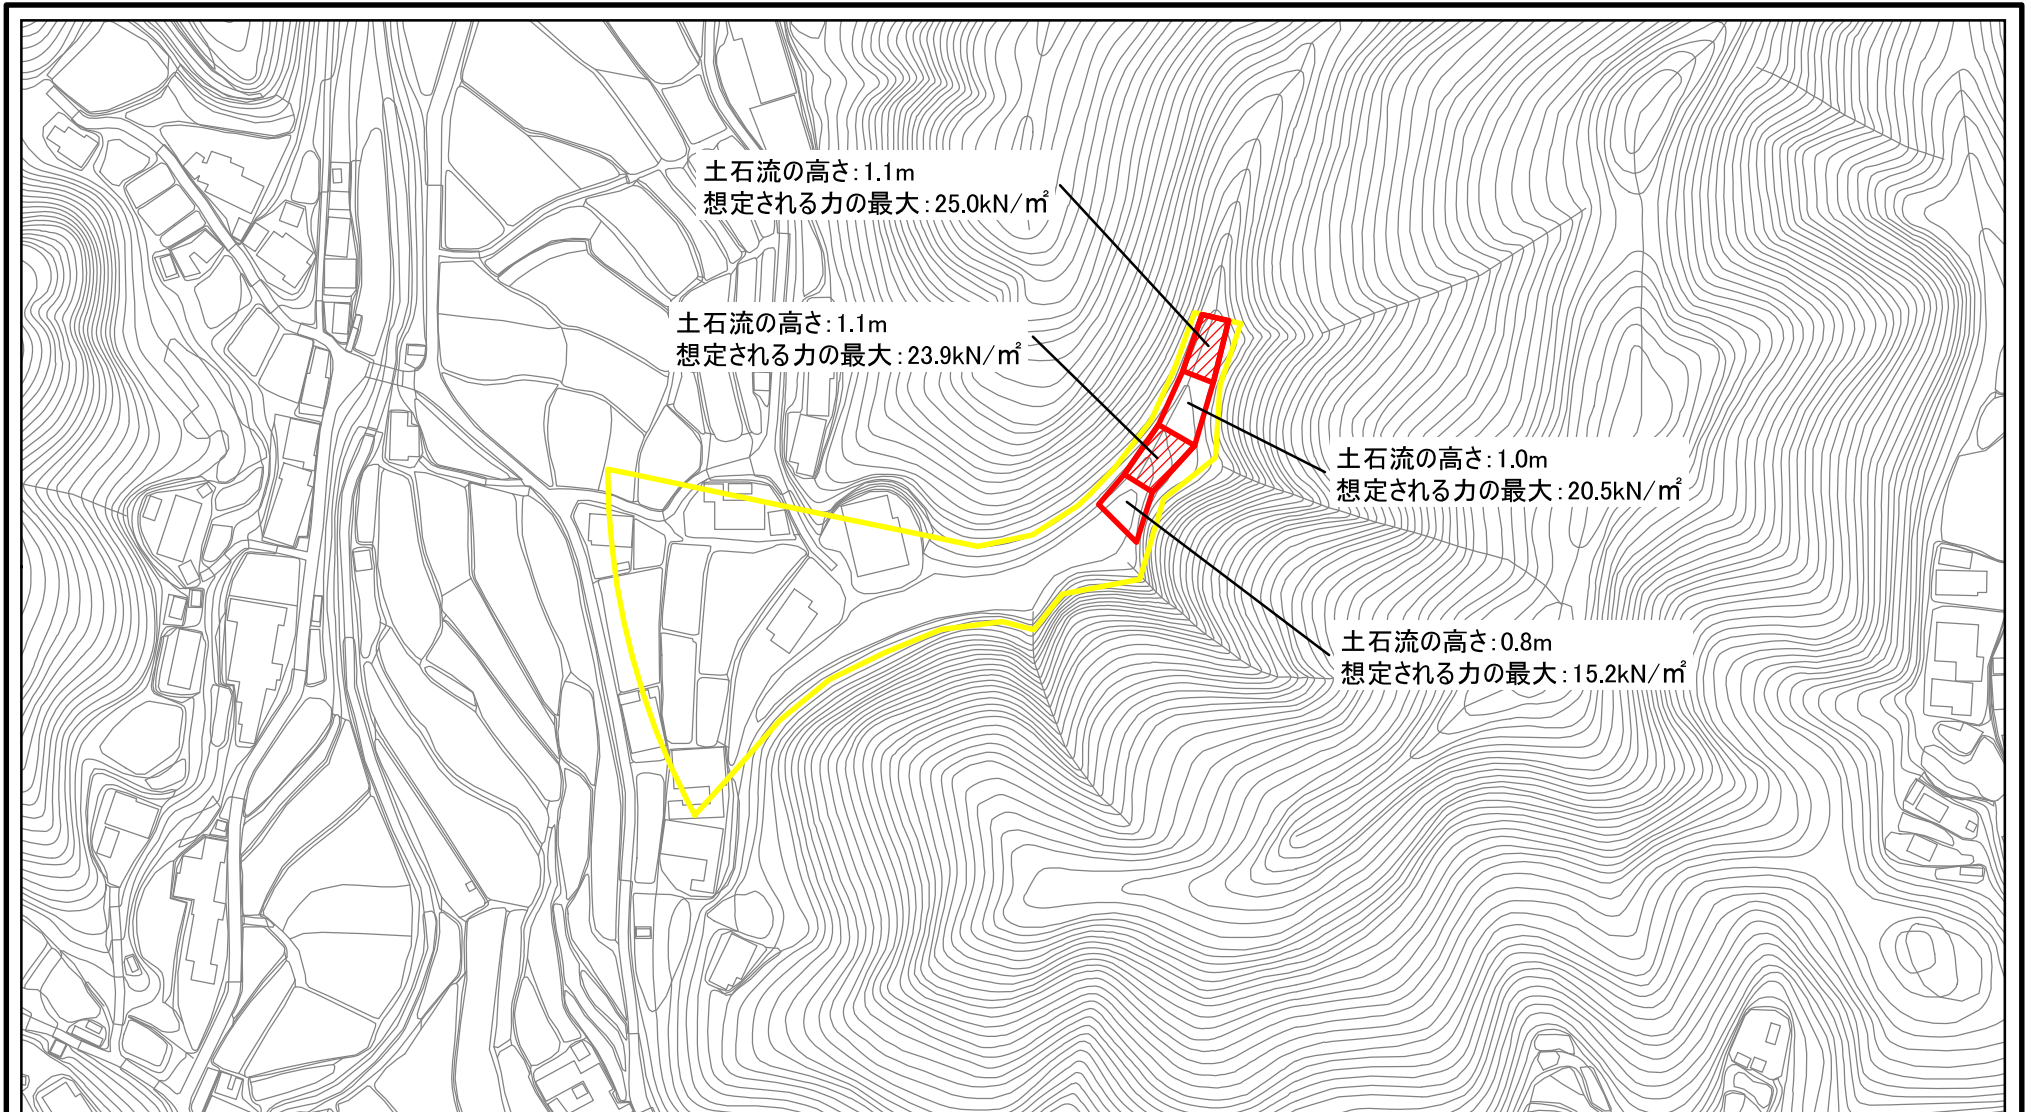 土石流の高さ:1.1m
想定される力の最大:25.0kN/㎡
土石流の高さ:1.1m
想定される力の最大:23.9kN/㎡
土石流の高さ:1.0m
想定される力の最大:20.5kN/㎡
土石流の高さ:0.8m
想定される力の最大:15.2kN/㎡